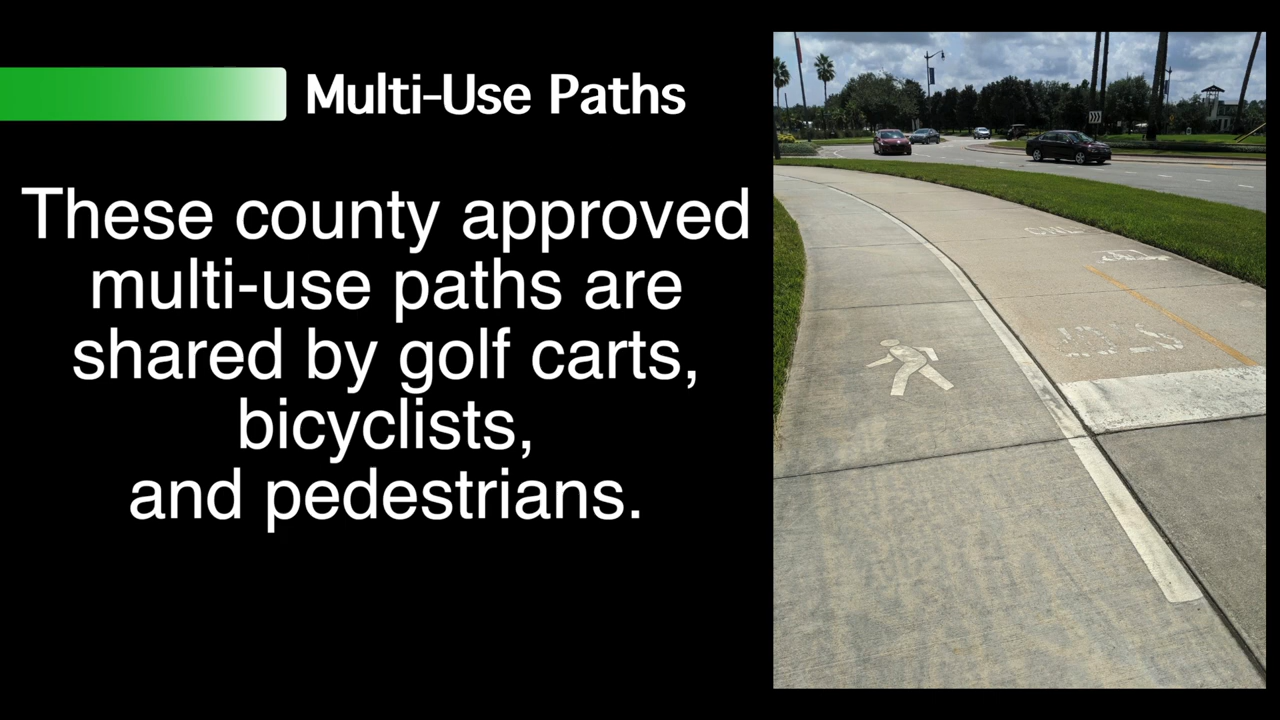 Multi-Use Paths
These county approved
multi-use paths are
shared by golf carts,
bicyclists,
and pedestrians.